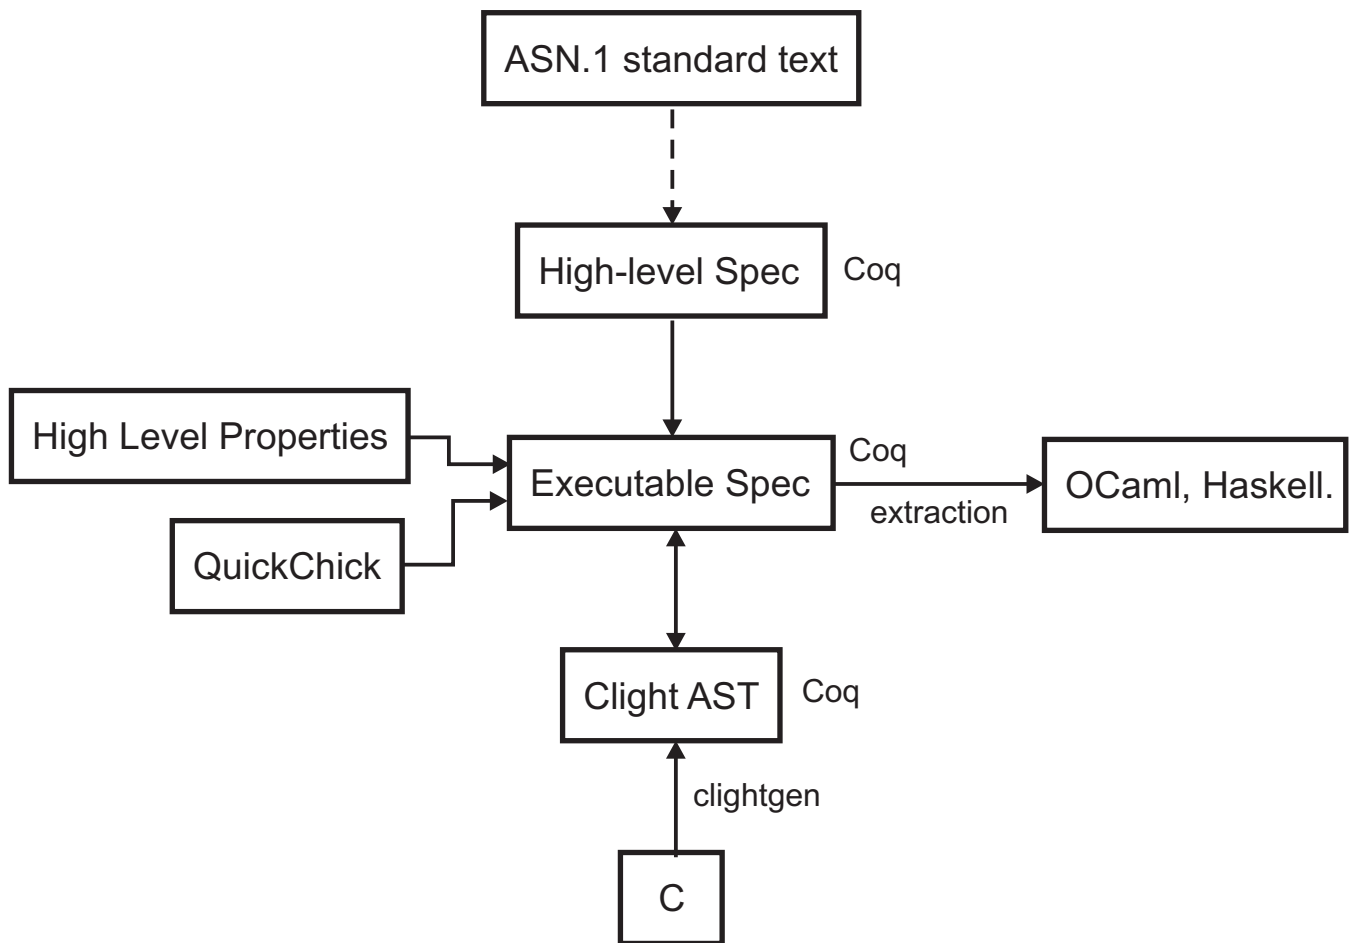 ASN.1 standard text
High-level Spec
Coq
High Level Properties
Executable Spec
Coq
extraction
OCaml, Haskell.
QuickChick
Clight AST
Coq
clightgen
C